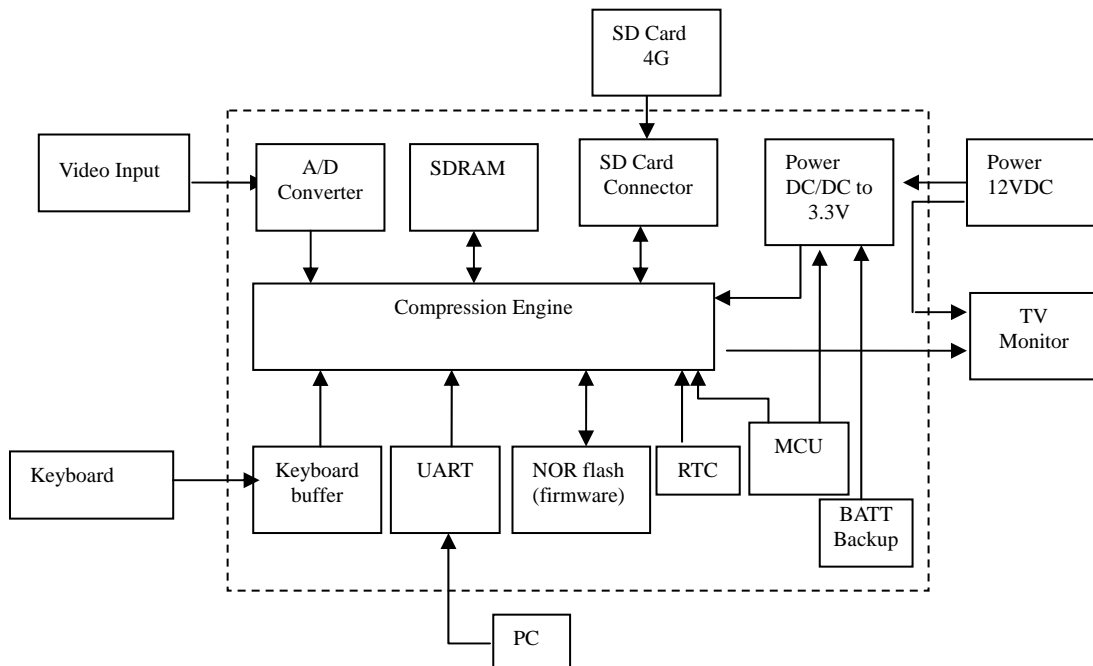 SD Card
4G
Video Input
A/D
Converter
SDRAM
SD Card
Connector
Power
DC/DC to
3.3V
Power
12VDC
Compression Engine
TV
Monitor
Keyboard
Keyboard
buffer
UART
NOR flash
(firmware)
RTC
MCU
BATT
Backup
PC